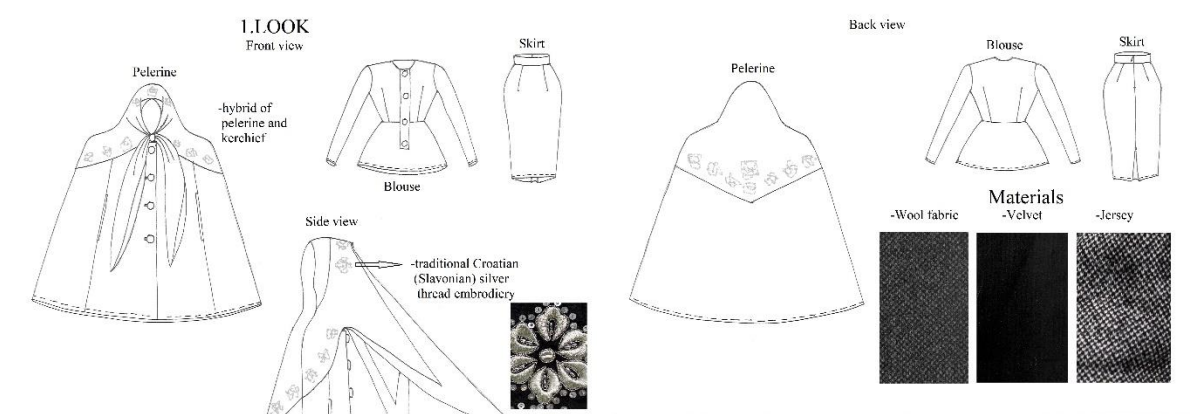 1.LOOK
Front view
Pelerine
-hybrid of
pelerine and
kerchief
Skirt
Blouse
Side view
-traditional Croatian
(Slavonian) silver
thread embrodiery
Back view
Pelerine
Blouse
Skirt
Materials
-Wool fabric
-Velvet
-Jersey